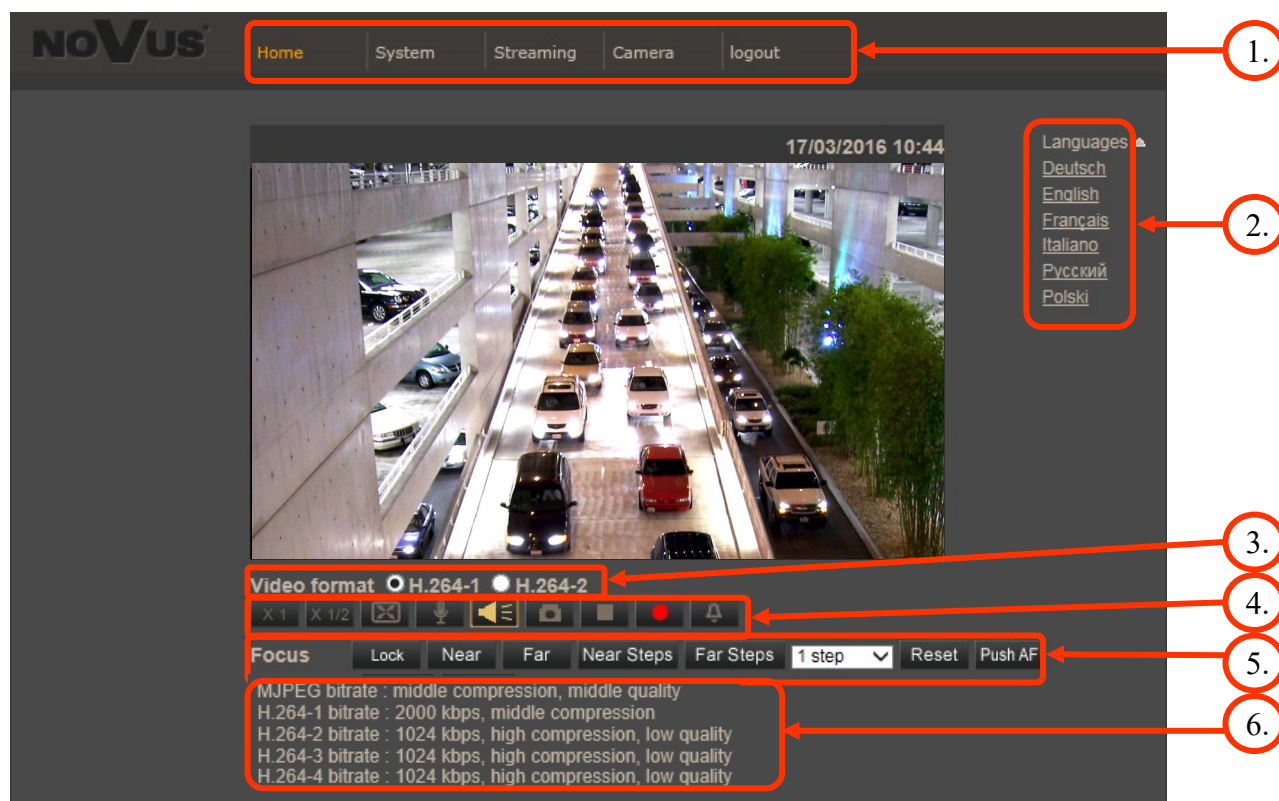 NOVUS
Home System Streaming Camera logout
1.
17/03/2016 10:44
Languages
Deutsch
English
Français
Italiano
Русский
Polski
2.
Video format H.264-1 H.264-2
3.
X 1 X 1/2
4.
Focus Lock Near Far Near Steps Far Steps 1 step Reset Push AF
5.
MJPEG bitrate : middle compression, middle quality
H.264-1 bitrate : 2000 kbps, middle compression
H.264-2 bitrate : 1024 kbps, high compression, low quality
H.264-3 bitrate : 1024 kbps, high compression, low quality
H.264-4 bitrate : 1024 kbps, high compression, low quality
6.